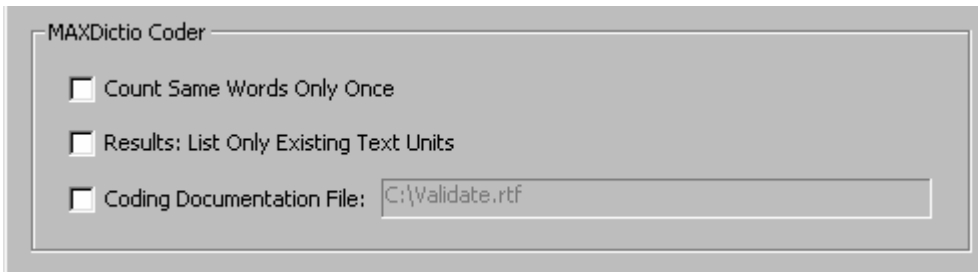 MAXDictio Coder
Count Same Words Only Once
Results: List Only Existing Text Units
Coding Documentation File: C:\Validate.rtf